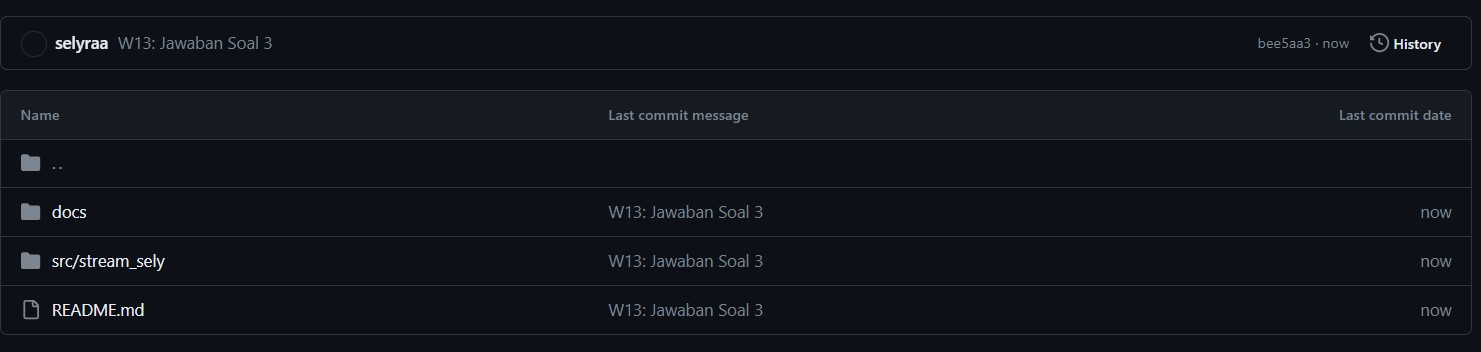 selyraa W13: Jawaban Soal 3 bee5aa3 · now History
Name Last commit message Last commit date
..
docs W13: Jawaban Soal 3 now
src/stream_sely W13: Jawaban Soal 3 now
README.md W13: Jawaban Soal 3 now